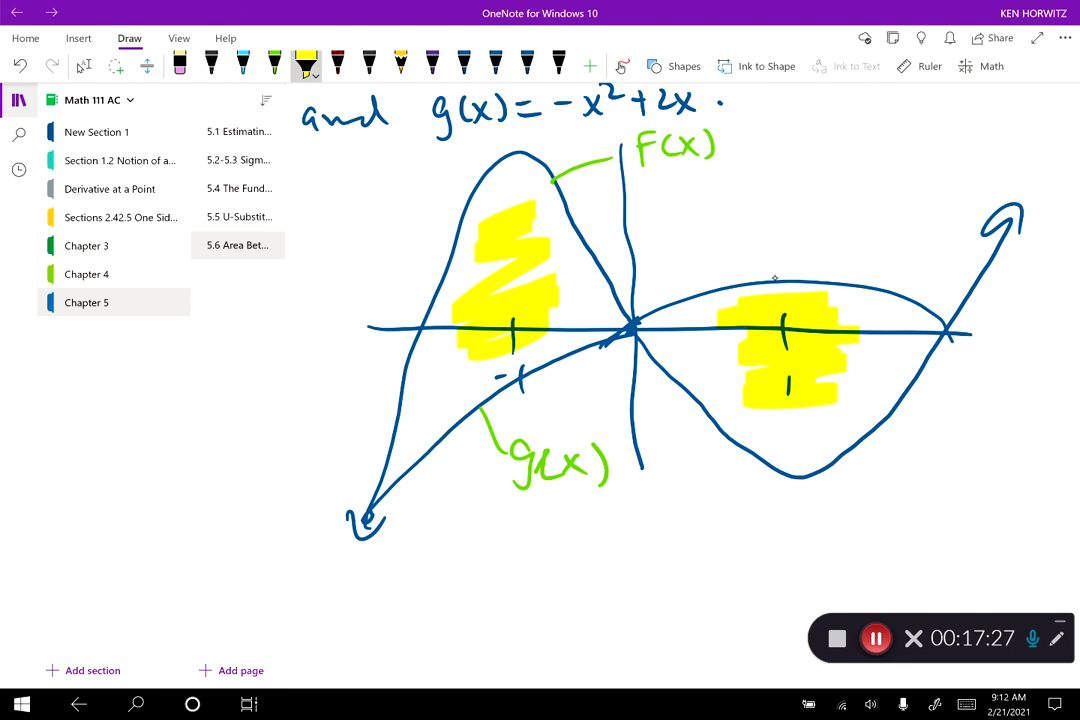 OneNote for Windows 10
KEN HORWITZ
Home Insert Draw View Help
Share
Shapes Ink to Shape Ink to Text Ruler Math
Math 111 AC
New Section 1
Section 1.2 Notion of a...
Derivative at a Point
Sections 2.42.5 One Sid...
Chapter 3
Chapter 4
Chapter 5
5.1 Estimatin...
5.2-5.3 Sigm...
5.4 The Fund...
5.5 U-Substit...
5.6 Area Bet...
and g(x) = -x²+2x.
f(x)
-1
1
g(x)
00:17:27
Add section Add page
9:12 AM
2/21/2021